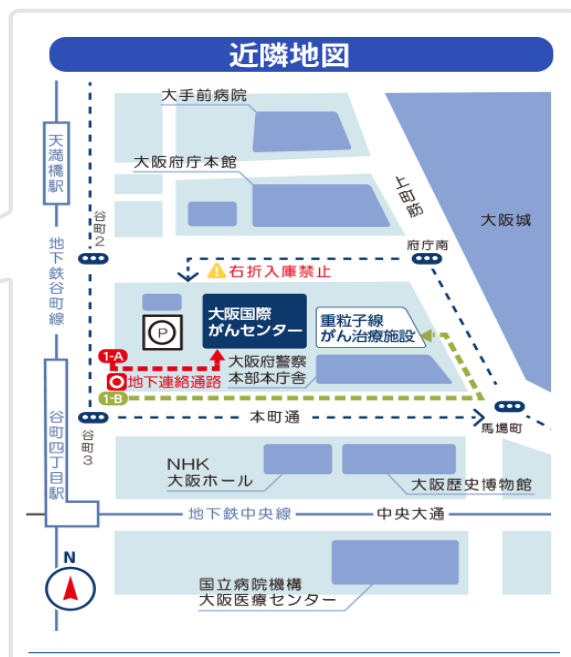 近隣地図
大手前病院
天満橋駅
大阪府庁本館
上町筋
大阪城
谷町2
府庁南
地下鉄谷町線
右折入庫禁止
大阪国際
がんセンター
重粒子線
がん治療施設
P
1-A
地下連絡通路
大阪府警察
本部本庁舎
1-B
本町通
馬場町
谷町3
谷町四丁目駅
NHK
大阪ホール
大阪歴史博物館
地下鉄中央線
中央大通
N
国立病院機構
大阪医療センター